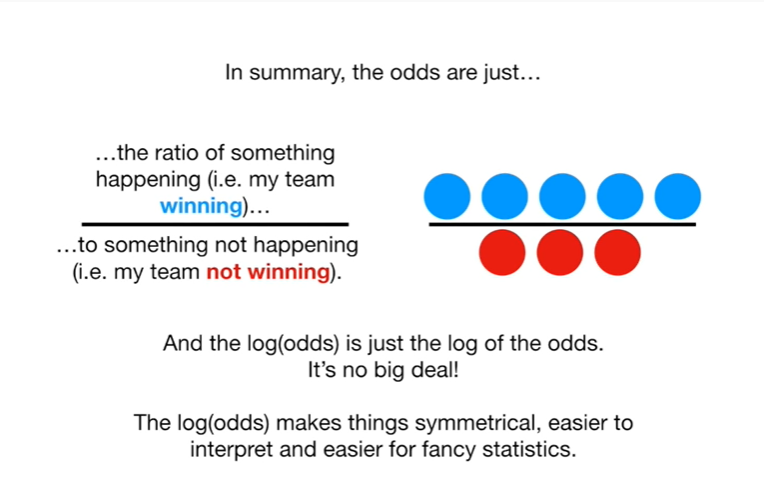 In summary, the odds are just…
…the ratio of something
happening (i.e. my team
winning)…
…to something not happening
(i.e. my team not winning).
And the log(odds) is just the log of the odds.
It’s no big deal!
The log(odds) makes things symmetrical, easier to
interpret and easier for fancy statistics.